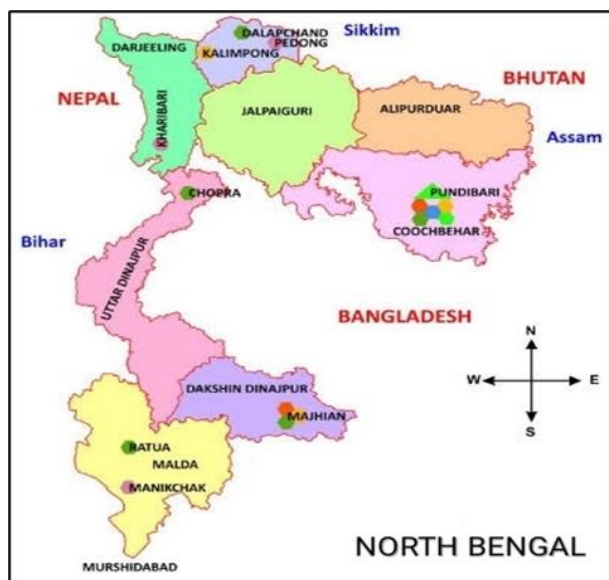 DALAPCHAND
Sikkim
DARJEELING
PEDONG
KALIMPONG
BHUTAN
NEPAL
JALPAIGURI
ALIPURDUAR
Assam
KHARIBARI
CHOPRA
PUNDIBARI
COOCHBEHAR
Bihar
UTTAR DINAJPUR
BANGLADESH
N
W
E
S
DAKSHIN DINAJPUR
MAJHIAN
RATUA
MALDA
MANIKCHAK
NORTH BENGAL
MURSHIDABAD